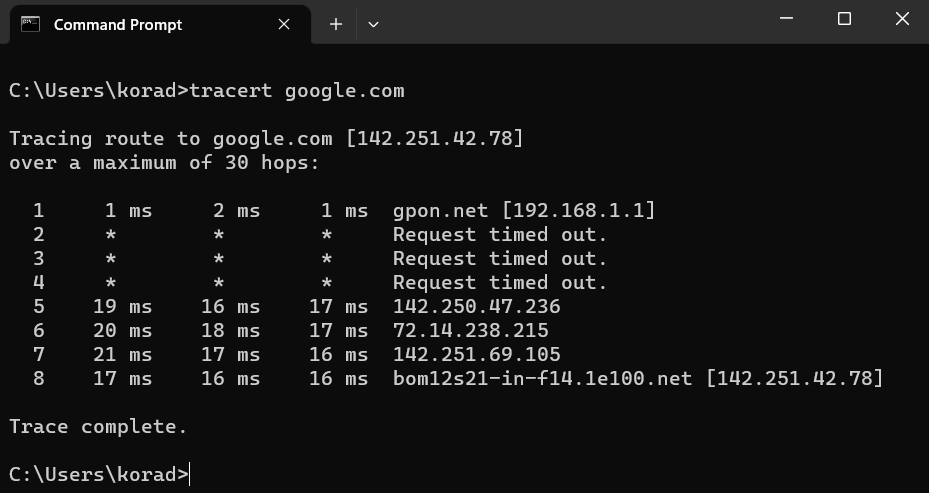 Command Prompt
C:\Users\korad>tracert google.com
Tracing route to google.com [142.251.42.78]
over a maximum of 30 hops:
1 1 ms 2 ms 1 ms gpon.net [192.168.1.1]
2 * * * Request timed out.
3 * * * Request timed out.
4 * * * Request timed out.
5 19 ms 16 ms 17 ms 142.250.47.236
6 20 ms 18 ms 17 ms 72.14.238.215
7 21 ms 17 ms 16 ms 142.251.69.105
8 17 ms 16 ms 16 ms bom12s21-in-f14.1e100.net [142.251.42.78]
Trace complete.
C:\Users\korad>